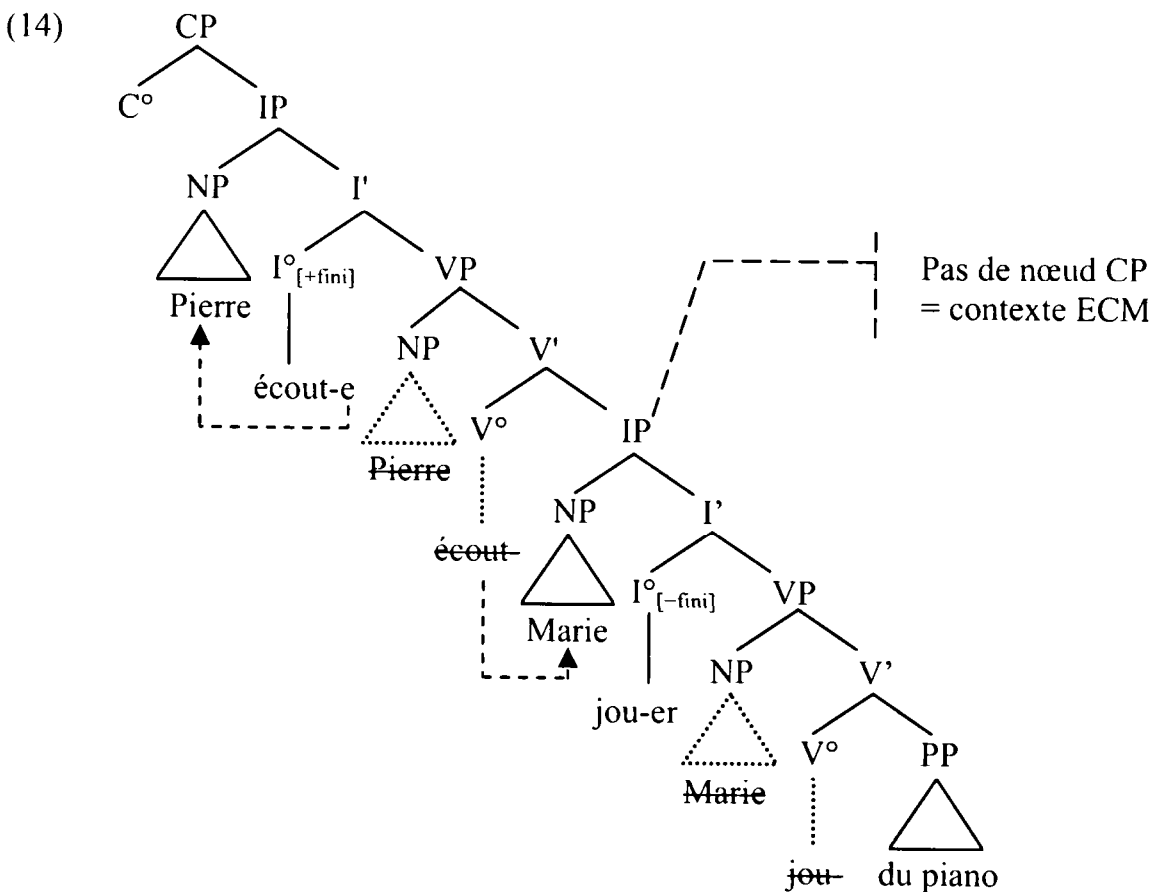 (14)
CP
C° IP
NP I'
I°[+fini] VP
Pierre
NP V'
écout-e
V° IP
Pierre
NP I’
écout-
I°[−fini] VP
Marie
NP V’
jou-er
V° PP
Marie
jou- du piano
Pas de nœud CP
= contexte ECM